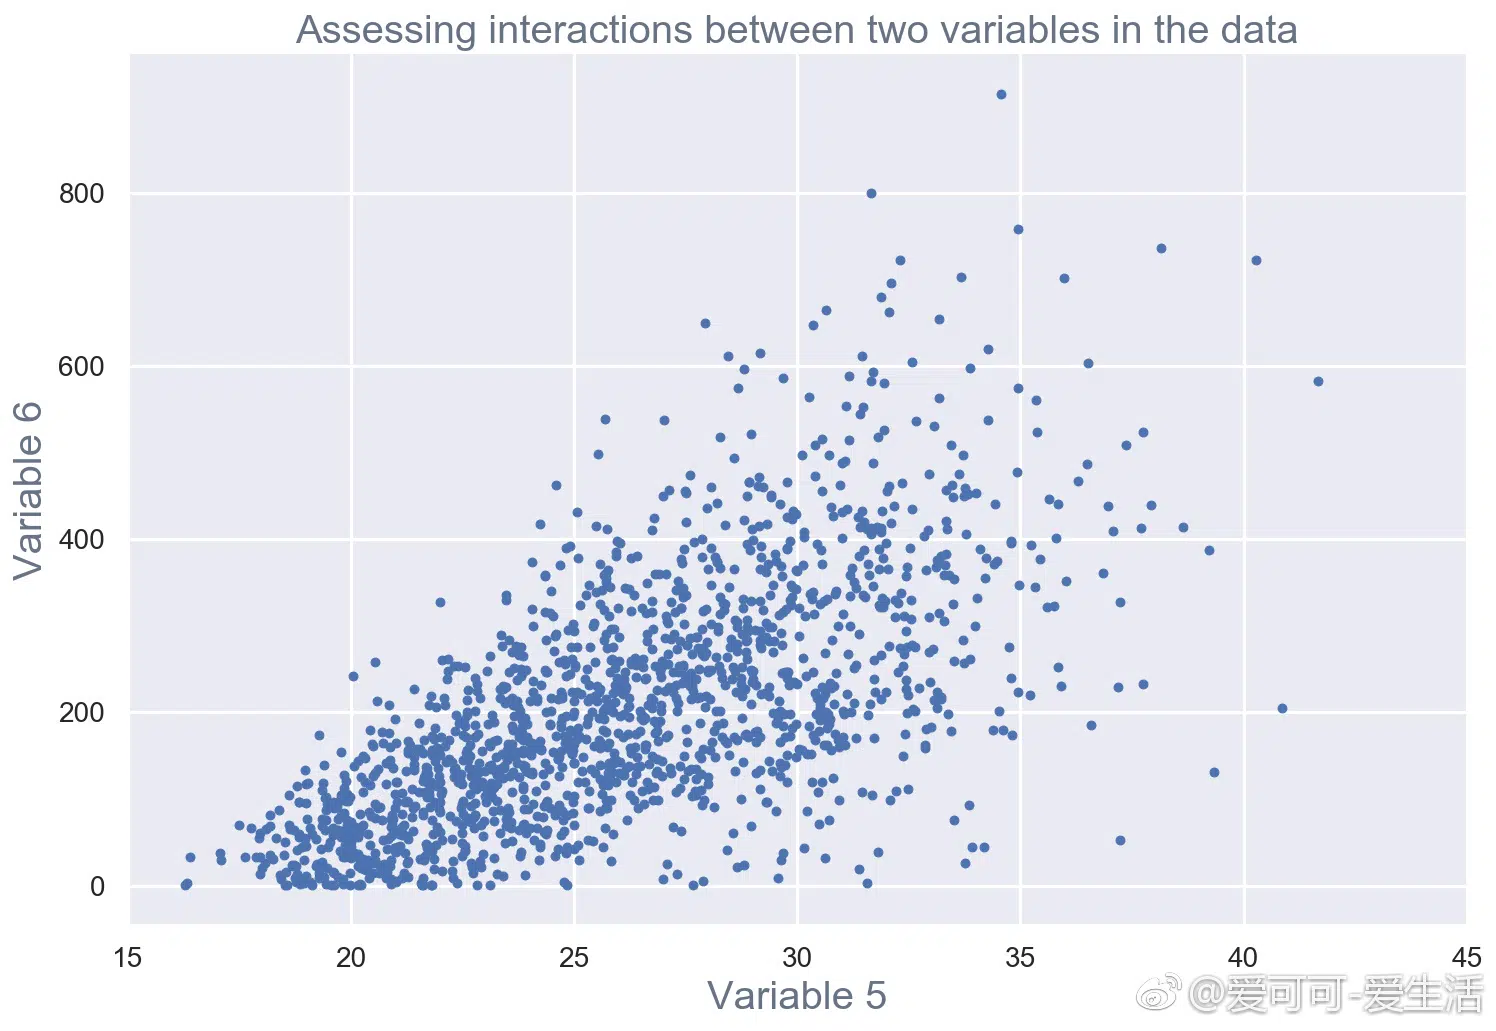 Assessing interactions between two variables in the data
800
600
400
200
0
Variable 6
15 20 25 30 35 40 45
Variable 5
@爱可可-爱生活